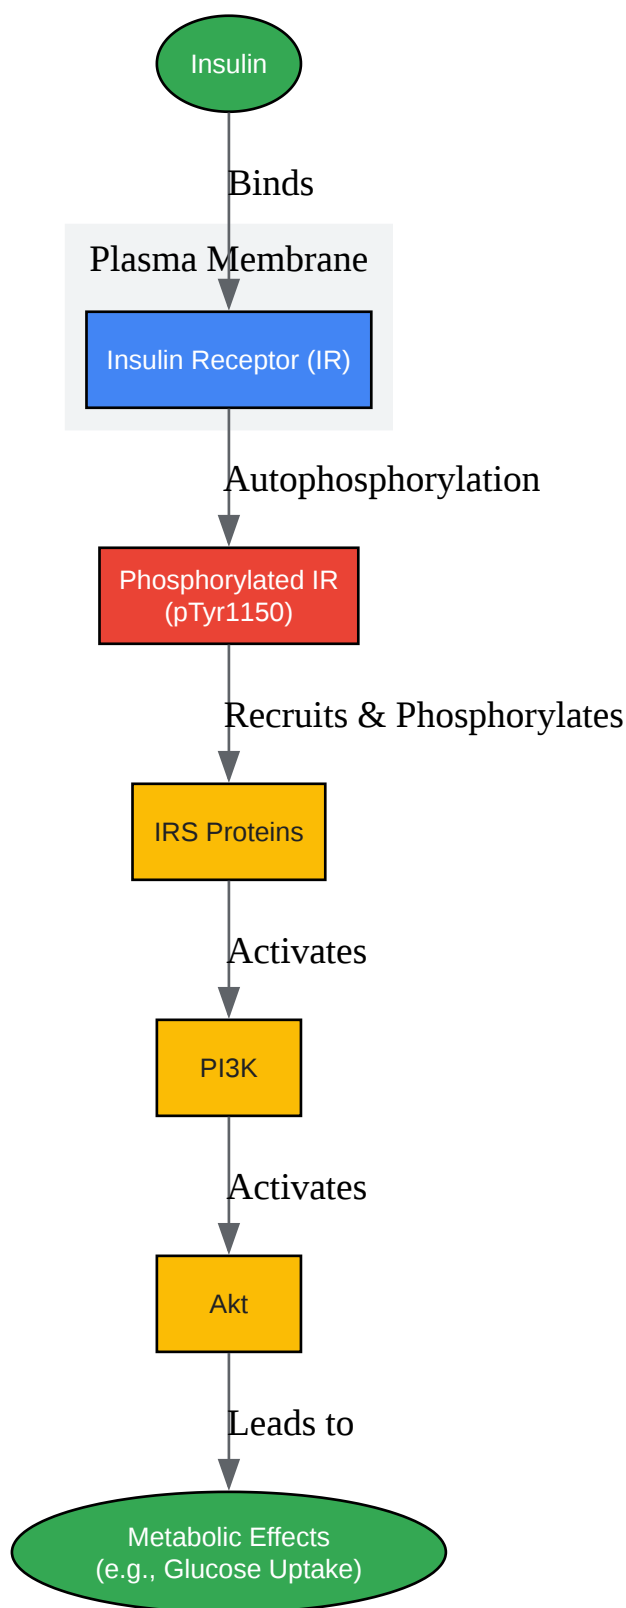 Insulin
Binds
Plasma Membrane
Insulin Receptor (IR)
Autophosphorylation
Phosphorylated IR
(pTyr1150)
Recruits & Phosphorylates
IRS Proteins
Activates
PI3K
Activates
Akt
Leads to
Metabolic Effects
(e.g., Glucose Uptake)